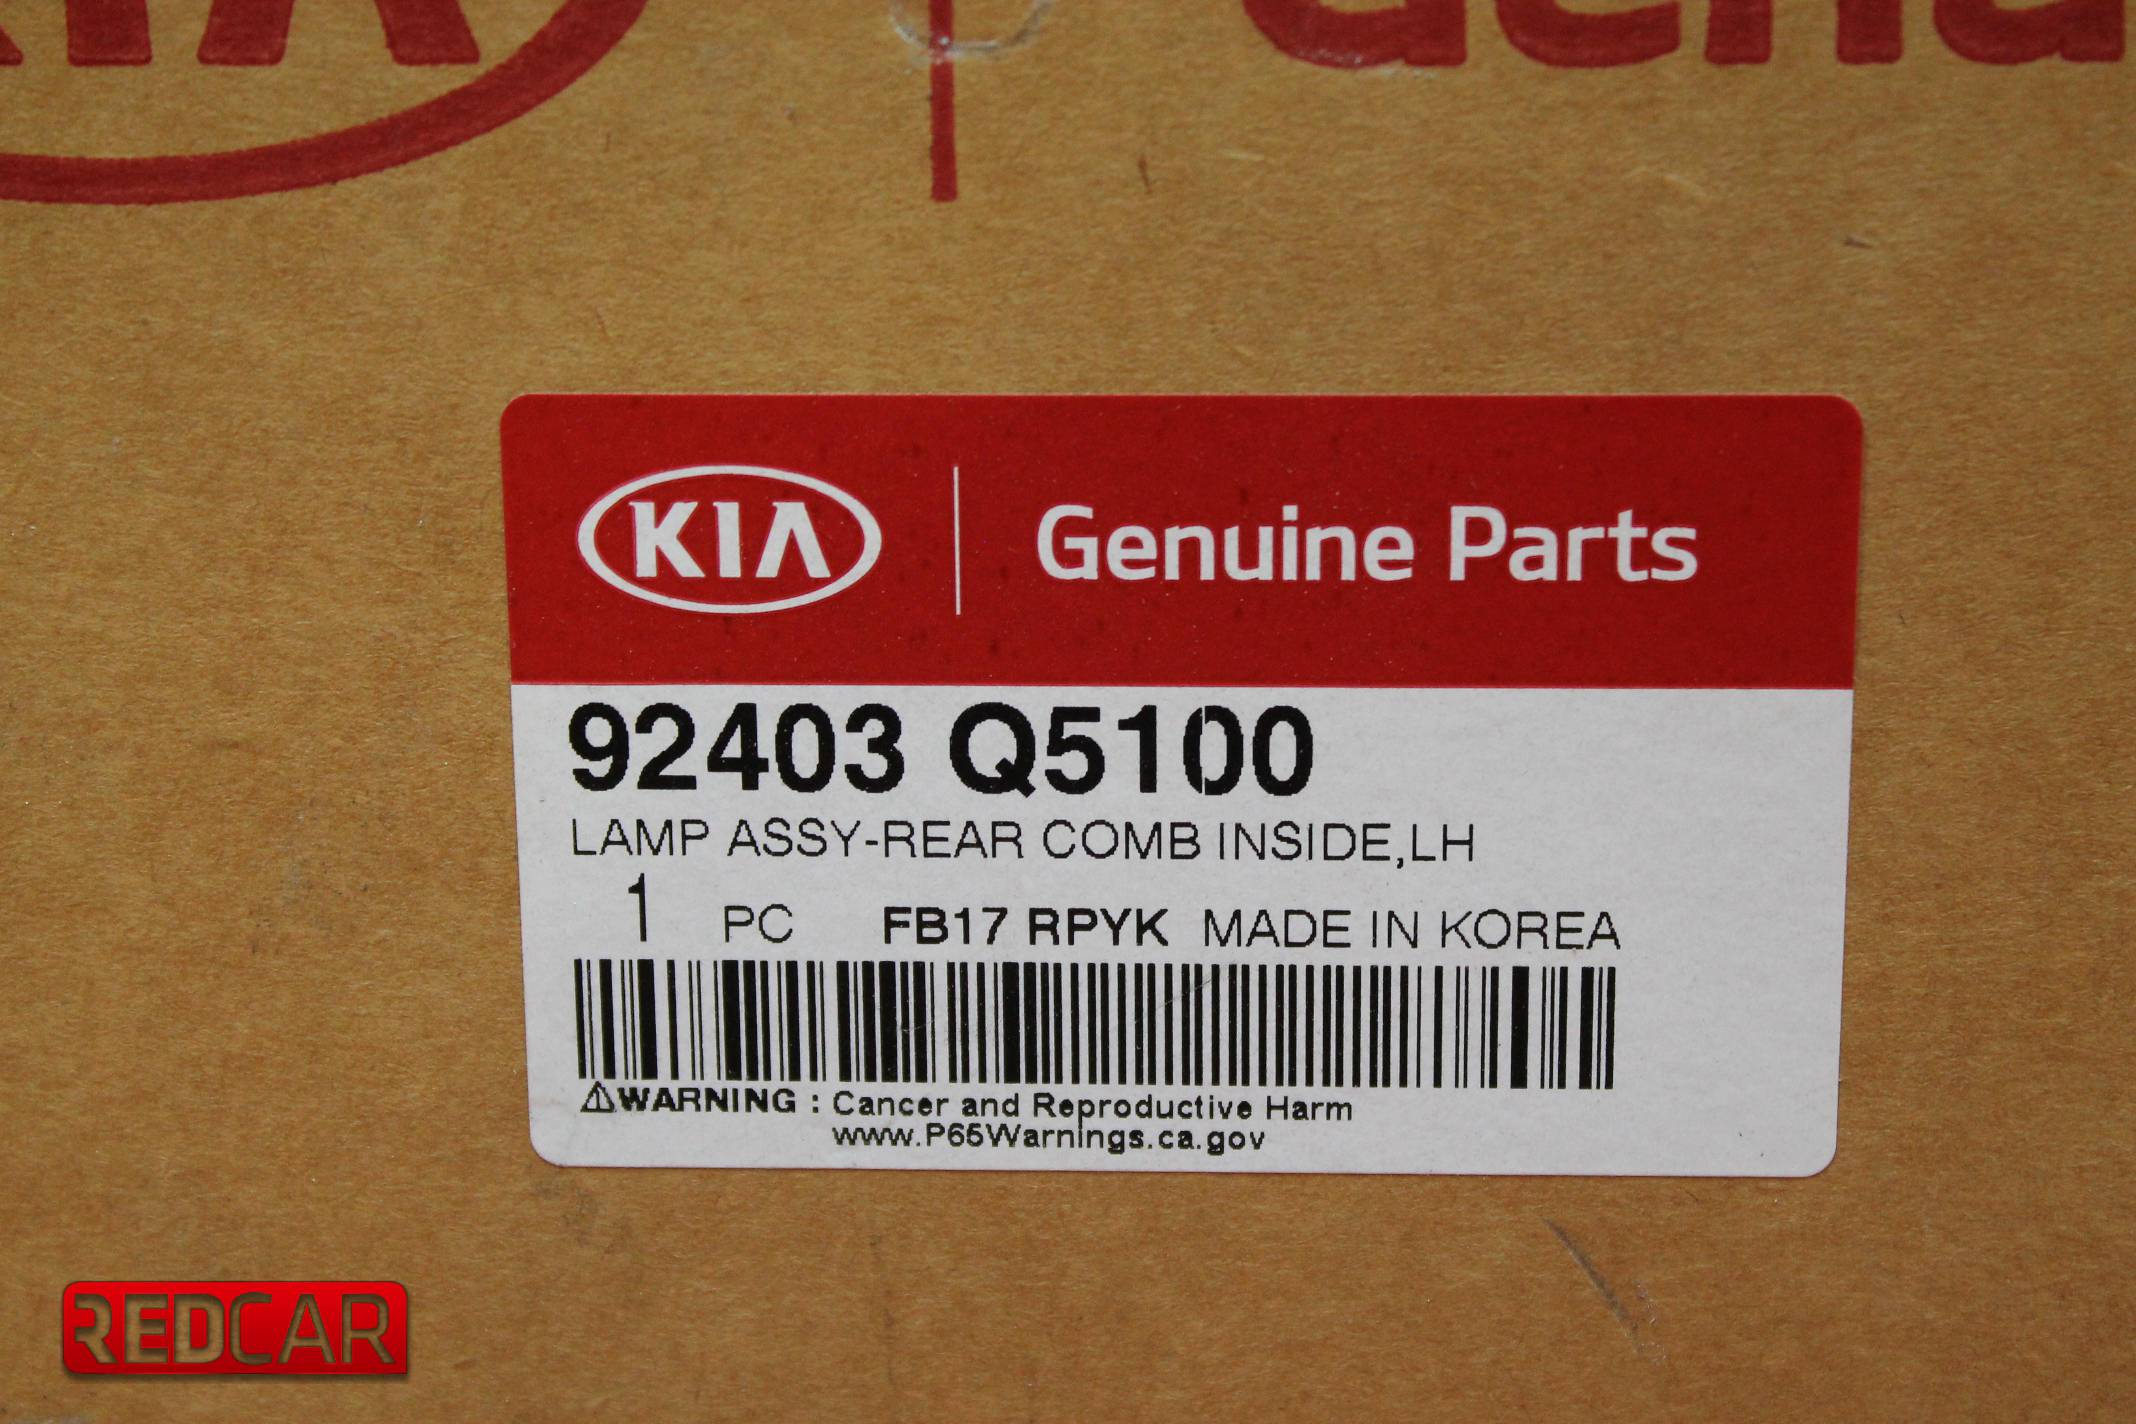 KIA
KIA Genuine Parts
92403 Q5100
LAMP ASSY-REAR COMB INSIDE,LH
1 PC FB17 RPYK MADE IN KOREA
⚠WARNING : Cancer and Reproductive Harm
www.P65Warnings.ca.gov
REDCAR